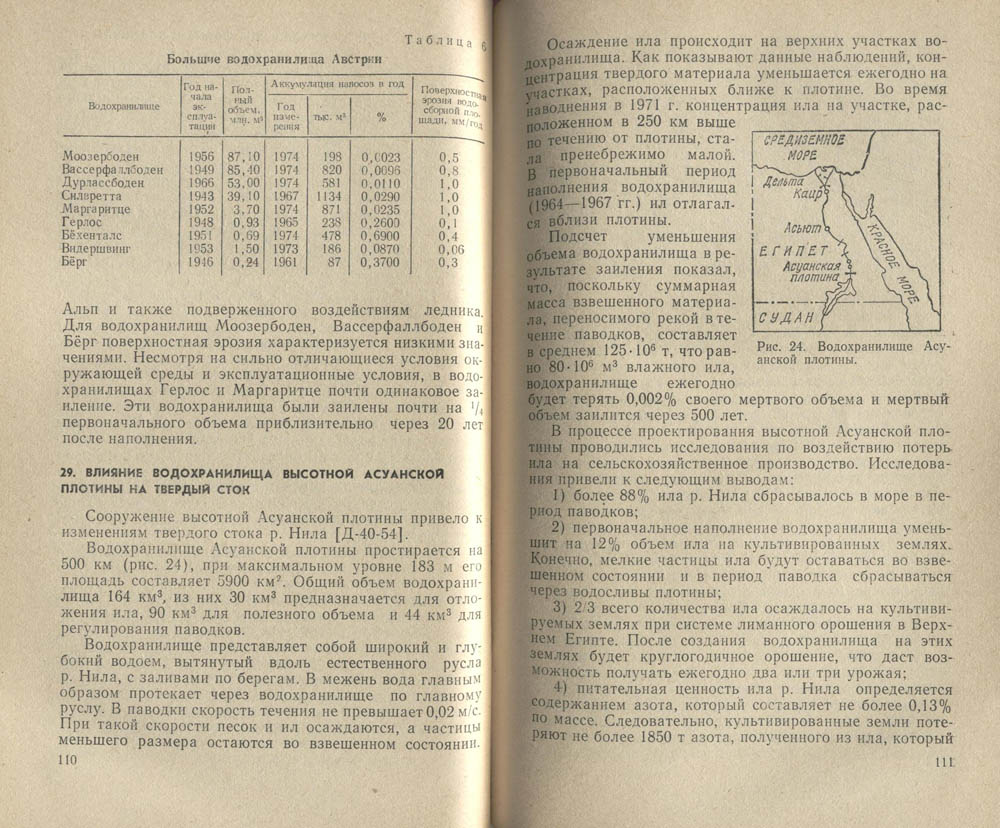 Таблица 6
Большие водохранилища Австрии
Водохранилище
Год на-
чала
экс-
плуа-
тации
Пол-
ный
объем,
млн. м³
Аккумуляция наносов в год
Год
наме-
рения
тыс. м³
%
Поверхностная
эрозия водо-
сборной пло-
щади, мм/год
Моозербоден 1956 87,10 1974 198 0,0023 0,5
Вассерфаллбоден 1949 85,40 1974 820 0,0096 0,8
Дурлассбоден 1966 53,00 1974 581 0,0110 1,0
Силвретта 1943 39,10 1967 1134 0,0290 1,0
Маргаритце 1952 3,70 1974 871 0,0235 1,0
Герлос 1948 0,93 1965 238 0,2600 0,1
Бёхенталс 1951 0,69 1974 478 0,6900 0,4
Видершвинг 1953 1,50 1973 186 0,0870 0,06
Бёрг 1946 0,24 1961 87 0,3700 0,3
Альп и также подверженного воздействиям ледника.
Для водохранилищ Моозербоден, Вассерфаллбоден и
Бёрг поверхностная эрозия характеризуется низкими зна-
чениями. Несмотря на сильно отличающиеся условия ок-
ружающей среды и эксплуатационные условия, в водо-
хранилищах Герлос и Маргаритце почти одинаковое за-
иление. Эти водохранилища были заилены почти на ¼
первоначального объема приблизительно через 20 лет
после наполнения.
29. ВЛИЯНИЕ ВОДОХРАНИЛИЩА ВЫСОТНОЙ АСУАНСКОЙ
ПЛОТИНЫ НА ТВЕРДЫЙ СТОК
Сооружение высотной Асуанской плотины привело к
изменениям твердого стока р. Нила [Д-40-54].
Водохранилище Асуанской плотины простирается на
500 км (рис. 24), при максимальном уровне 183 м его
площадь составляет 5900 км². Общий объем водохрани-
лища 164 км³, из них 30 км³ предназначается для отло-
жения ила, 90 км³ для полезного объема и 44 км³ для
регулирования паводков.
Водохранилище представляет собой широкий и глу-
бокий водоем, вытянутый вдоль естественного русла
р. Нила, с заливами по берегам. В межень вода главным
образом протекает через водохранилище по главному
руслу. В паводки скорость течения не превышает 0,02 м/с.
При такой скорости песок и ил осаждаются, а частицы
меньшего размера остаются во взвешенном состоянии.
110
Осаждение ила происходит на верхних участках во-
дохранилища. Как показывают данные наблюдений, кон-
центрация твердого материала уменьшается ежегодно на
участках, расположенных ближе к плотине. Во время
наводнения в 1971 г. концентрация ила на участке, рас-
положенном в 250 км выше
по течению от плотины, ста-
ла пренебрежимо малой.
В первоначальный период
наполнения водохранилища
(1964—1967 гг.) ил отлагал-
ся вблизи плотины.
Подсчет уменьшения
объема водохранилища в ре-
зультате заиления показал,
что, поскольку суммарная
масса взвешенного материа-
ла, переносимого рекой в те-
чение паводков, составляет
в среднем 125·10⁶ т, что рав-
но 80·10⁶ м³ влажного ила,
водохранилище ежегодно
будет терять 0,002% своего мертвого объема и мертвый
объем заилится через 500 лет.
СРЕДИЗЕМНОЕ
МОРЕ
Дельта
Каир
Асьют
ЕГИПЕТ
Асуанская
плотина
КРАСНОЕ МОРЕ
СУДАН
Рис. 24. Водохранилище Асу-
анской плотины.
В процессе проектирования высотной Асуанской пло-
тины проводились исследования по воздействию потерь
ила на сельскохозяйственное производство. Исследова-
ния привели к следующим выводам:
1) более 88% ила р. Нила сбрасывалось в море в пе-
риод паводков;
2) первоначальное наполнение водохранилища умень-
шит на 12% объем ила на культивированных землях.
Конечно, мелкие частицы ила будут оставаться во взве-
шенном состоянии и в период паводка сбрасываться
через водосливы плотины;
3) 2/3 всего количества ила осаждалось на культиви-
руемых землях при системе лиманного орошения в Верх-
нем Египте. После создания водохранилища на этих
землях будет круглогодичное орошение, что даст воз-
можность получать ежегодно два или три урожая;
4) питательная ценность ила р. Нила определяется
содержанием азота, который составляет не более 0,13%
по массе. Следовательно, культивированные земли поте-
ряют не более 1850 т азота, полученного из ила, который
111